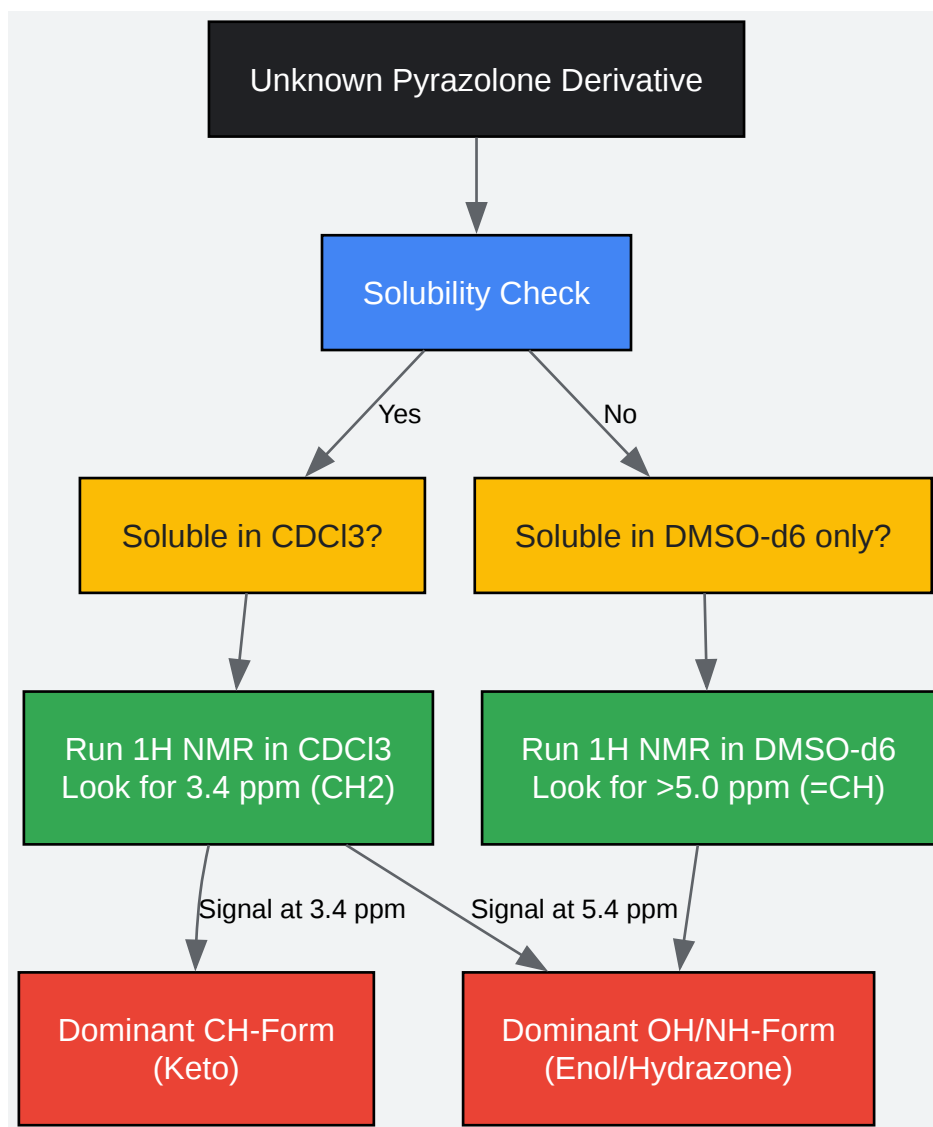 Unknown Pyrazolone Derivative
Solubility Check
Yes
No
Soluble in CDCl3?
Soluble in DMSO-d6 only?
Run 1H NMR in CDCl3
Look for 3.4 ppm (CH2)
Run 1H NMR in DMSO-d6
Look for >5.0 ppm (=CH)
Signal at 3.4 ppm
Signal at 5.4 ppm
Dominant CH-Form
(Keto)
Dominant OH/NH-Form
(Enol/Hydrazone)